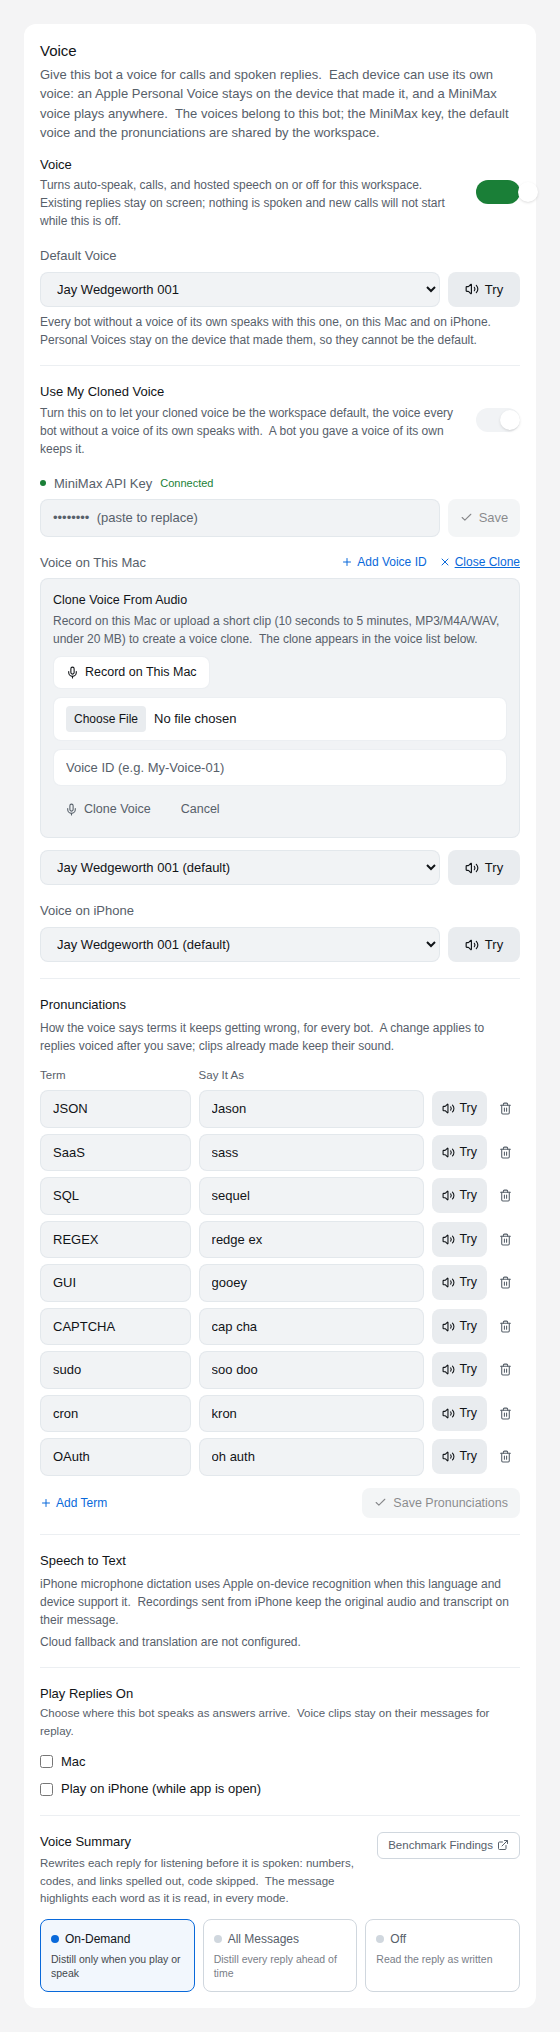 Voice
Give this bot a voice for calls and spoken replies.  Each device can use its own
voice: an Apple Personal Voice stays on the device that made it, and a MiniMax
voice plays anywhere.  The voices belong to this bot; the MiniMax key, the default
voice and the pronunciations are shared by the workspace.
Voice
Turns auto-speak, calls, and hosted speech on or off for this workspace.
Existing replies stay on screen; nothing is spoken and new calls will not start
while this is off.
Default Voice
Jay Wedgeworth 001
Try
Every bot without a voice of its own speaks with this one, on this Mac and on iPhone.
Personal Voices stay on the device that made them, so they cannot be the default.
Use My Cloned Voice
Turn this on to let your cloned voice be the workspace default, the voice every
bot without a voice of its own speaks with.  A bot you gave a voice of its own
keeps it.
MiniMax API Key Connected
•••••••• (paste to replace)
Save
Voice on This Mac
Add Voice ID
Close Clone
Clone Voice From Audio
Record on this Mac or upload a short clip (10 seconds to 5 minutes, MP3/M4A/WAV,
under 20 MB) to create a voice clone.  The clone appears in the voice list below.
Record on This Mac
Choose File No file chosen
Voice ID (e.g. My-Voice-01)
Clone Voice Cancel
Jay Wedgeworth 001 (default)
Try
Voice on iPhone
Jay Wedgeworth 001 (default)
Try
Pronunciations
How the voice says terms it keeps getting wrong, for every bot.  A change applies to
replies voiced after you save; clips already made keep their sound.
Term Say It As
JSON Jason Try
SaaS sass Try
SQL sequel Try
REGEX redge ex Try
GUI gooey Try
CAPTCHA cap cha Try
sudo soo doo Try
cron kron Try
OAuth oh auth Try
Add Term
Save Pronunciations
Speech to Text
iPhone microphone dictation uses Apple on-device recognition when this language and
device support it.  Recordings sent from iPhone keep the original audio and transcript on
their message.
Cloud fallback and translation are not configured.
Play Replies On
Choose where this bot speaks as answers arrive.  Voice clips stay on their messages for
replay.
Mac
Play on iPhone (while app is open)
Voice Summary
Benchmark Findings
Rewrites each reply for listening before it is spoken: numbers,
codes, and links spelled out, code skipped.  The message
highlights each word as it is read, in every mode.
On-Demand
Distill only when you play or
speak
All Messages
Distill every reply ahead of
time
Off
Read the reply as written